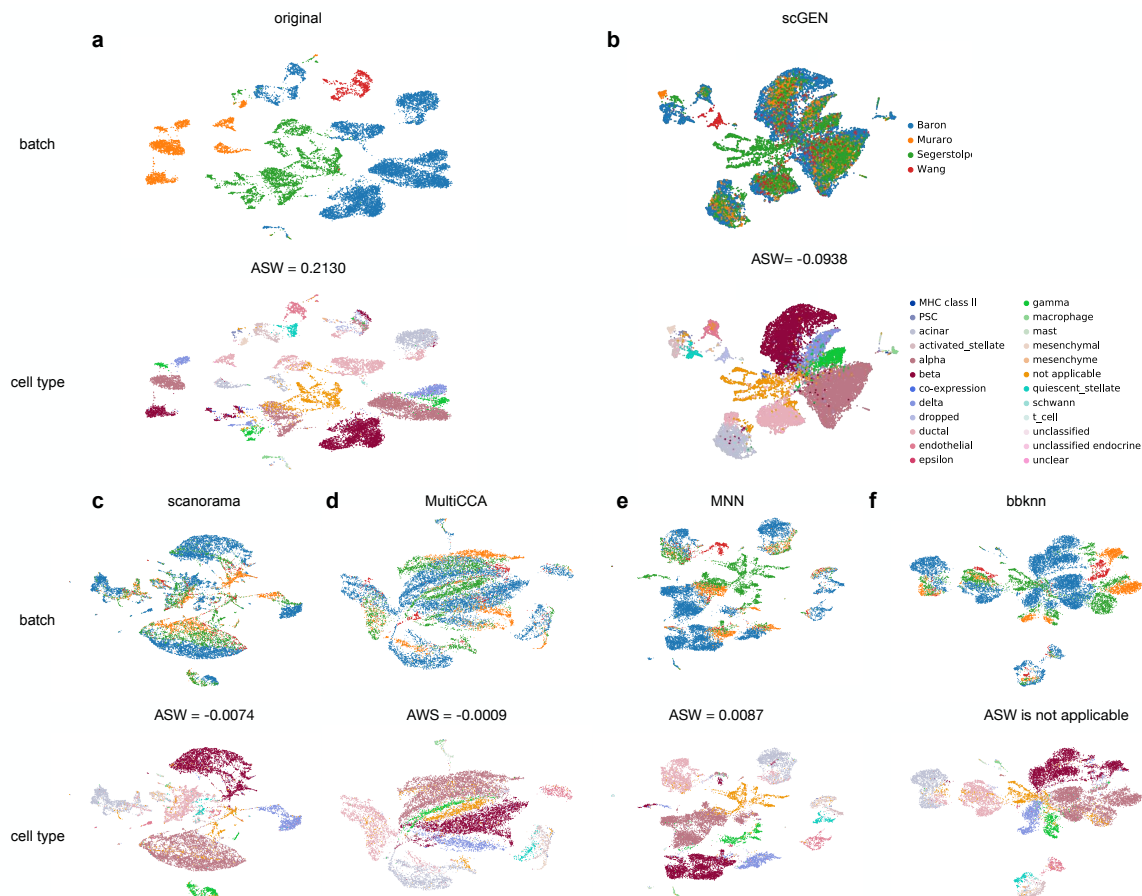 original
scGEN
a
b
batch
Baron
Muraro
Segerstolpe
Wang
ASW = 0.2130
ASW= -0.0938
cell type
MHC class II
PSC
acinar
activated_stellate
alpha
beta
co-expression
delta
dropped
ductal
endothelial
epsilon
gamma
macrophage
mast
mesenchymal
mesenchyme
not applicable
quiescent_stellate
schwann
t_cell
unclassified
unclassified endocrine
unclear
c
scanorama
d
MultiCCA
e
MNN
f
bbknn
batch
ASW = -0.0074
AWS = -0.0009
ASW = 0.0087
ASW is not applicable
cell type